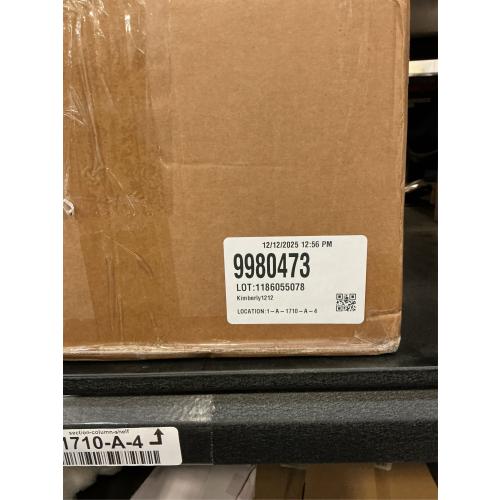 12/12/2025 12:56 PM
9980473
LOT:1186055078
Kimberly1212
LOCATION:1-A-1710-A-4
section-column-shelf
1710-A-4